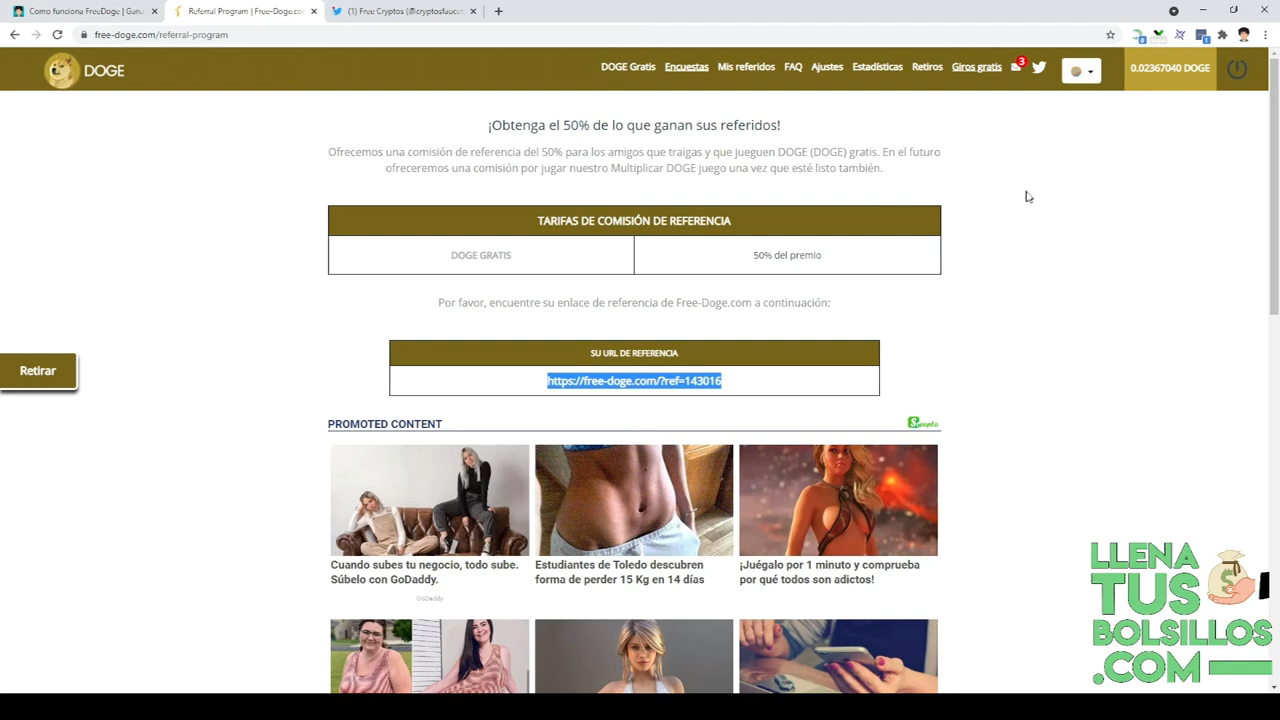 Como funciona FreeDoge | Gana
Referral Program | Free-Doge.com
(1) Free Cryptos (@cryptosfaucet
free-doge.com/referral-program
DOGE
DOGE Gratis Encuestas Mis referidos FAQ Ajustes Estadísticas Retiros Giros gratis 3 0.02367040 DOGE
¡Obtenga el 50% de lo que ganan sus referidos!
Ofrecemos una comisión de referencia del 50% para los amigos que traigas y que jueguen DOGE (DOGE) gratis. En el futuro
ofreceremos una comisión por jugar nuestro Multiplicar DOGE juego una vez que esté listo también.
TARIFAS DE COMISIÓN DE REFERENCIA
DOGE GRATIS 50% del premio
Por favor, encuentre su enlace de referencia de Free-Doge.com a continuación:
SU URL DE REFERENCIA
https://free-doge.com/?ref=143016
Retirar
PROMOTED CONTENT
Cuando subes tu negocio, todo sube.
Súbelo con GoDaddy.
GoDaddy
Estudiantes de Toledo descubren
forma de perder 15 Kg en 14 días
¡Juégalo por 1 minuto y comprueba
por qué todos son adictos!
LLENA
TUS
BOLSILLOS
.COM